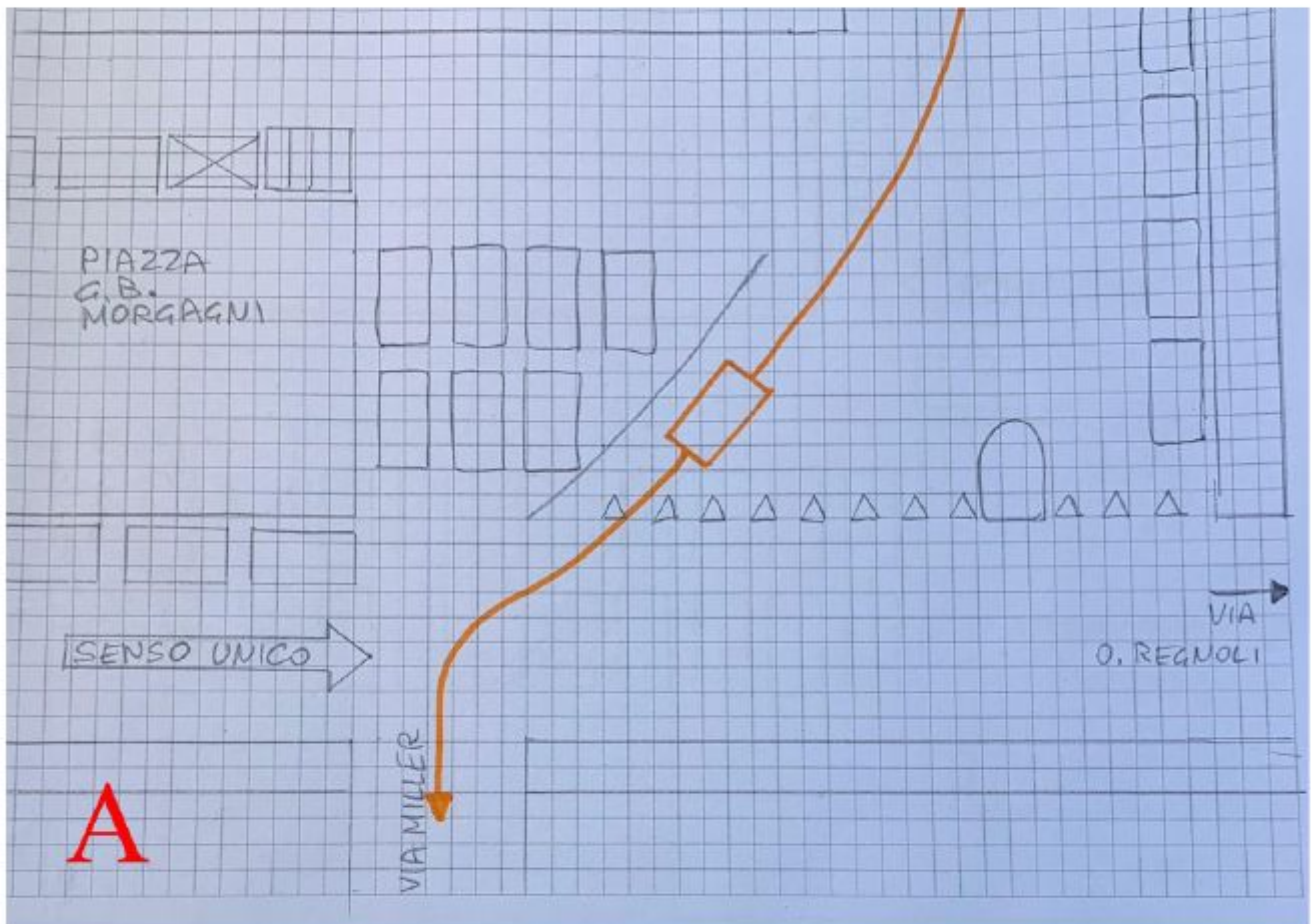 PIAZZA
G.B.
MORGAGNI
SENSO UNICO
VIA
O. REGNOLI
VIA MILLER
A